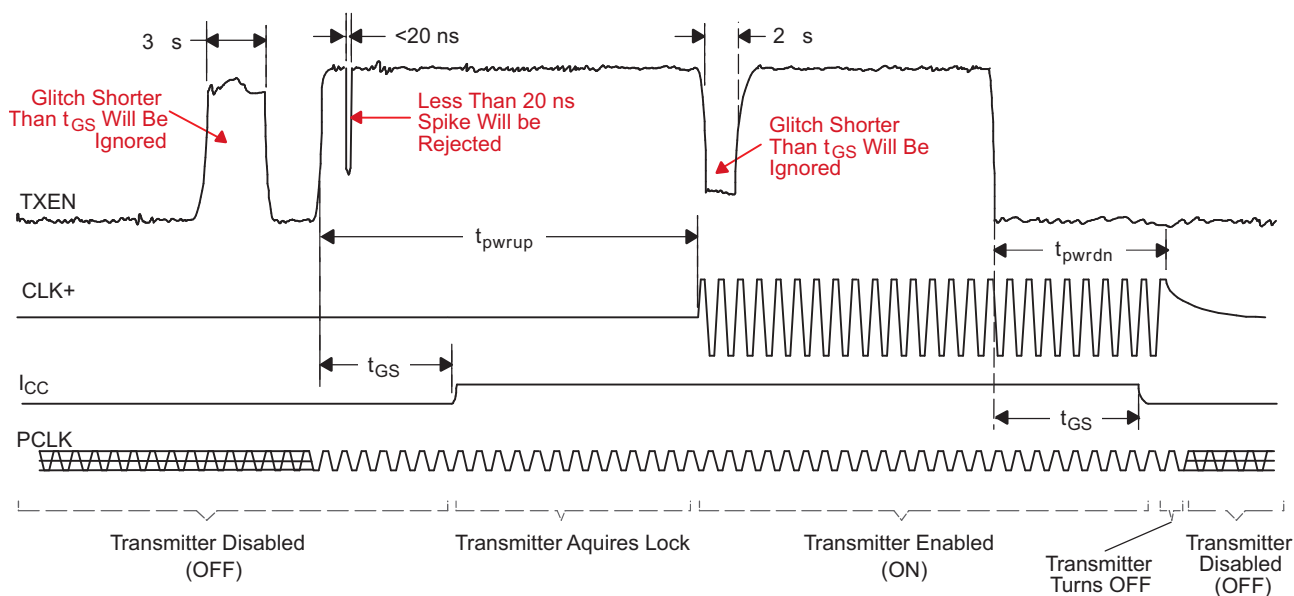 3 s
<20 ns
2 s
Glitch Shorter
Than tGS Will Be
Ignored
Less Than 20 ns
Spike Will be
Rejected
Glitch Shorter
Than tGS Will Be
Ignored
TXEN
tpwrup
tpwrdn
CLK+
tGS
ICC
tGS
PCLK
Transmitter Disabled
(OFF)
Transmitter Aquires Lock
Transmitter Enabled
(ON)
Transmitter
Turns OFF
Transmitter
Disabled
(OFF)